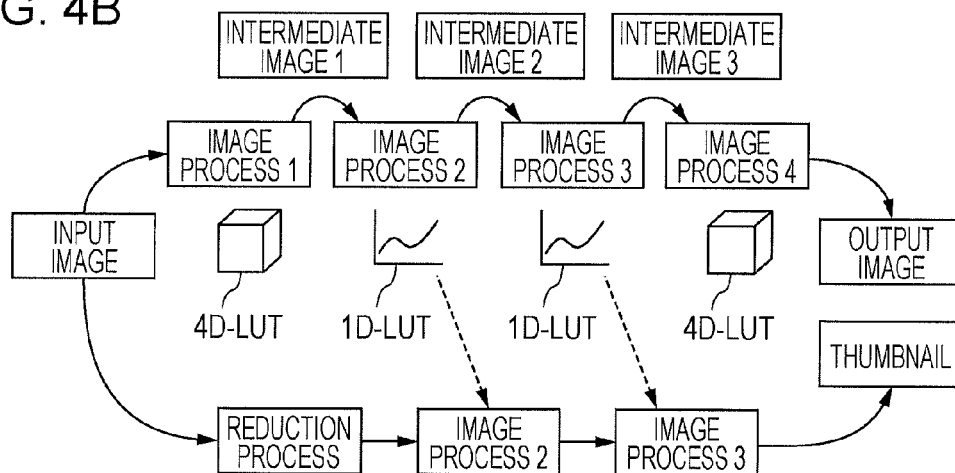 G. 4B
INTERMEDIATE
IMAGE 1
INTERMEDIATE
IMAGE 2
INTERMEDIATE
IMAGE 3
IMAGE
PROCESS 1
IMAGE
PROCESS 2
IMAGE
PROCESS 3
IMAGE
PROCESS 4
INPUT
IMAGE
OUTPUT
IMAGE
4D-LUT
1D-LUT
1D-LUT
4D-LUT
THUMBNAIL
REDUCTION
PROCESS
IMAGE
PROCESS 2
IMAGE
PROCESS 3